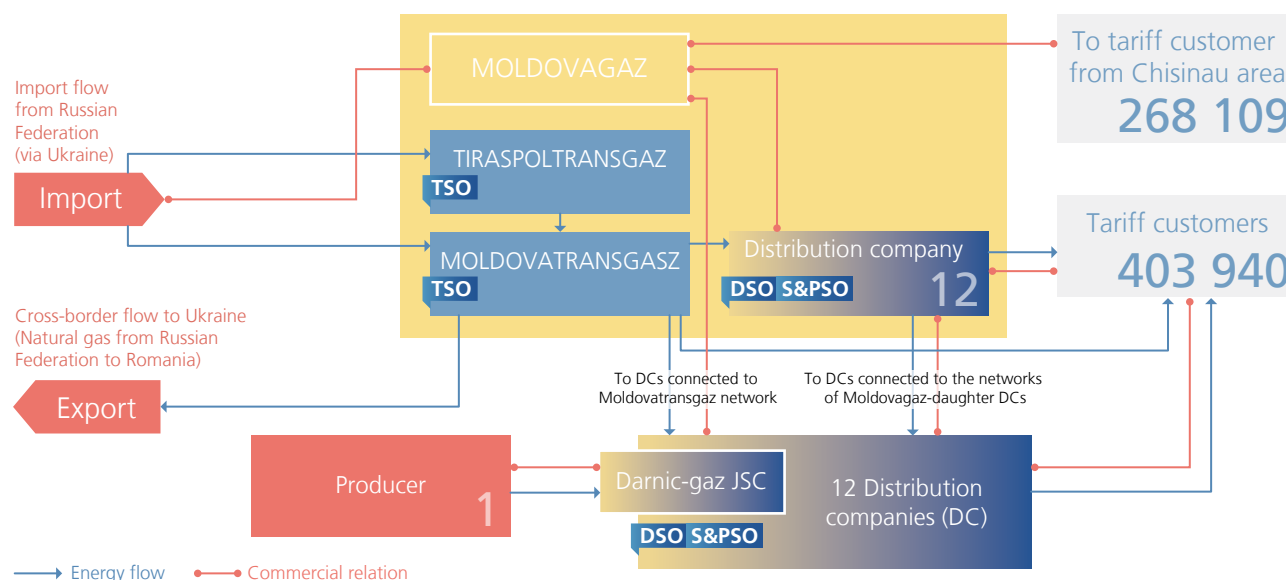 MOLDOVAGAZ
To tariff customer
from Chisinau area
268 109
Import flow
from Russian
Federation
(via Ukraine)
Import
TIRASPOLTRANSGAZ
TSO
MOLDOVATRANSGASZ
TSO
Distribution company
12
DSO S&PSO
Tariff customers
403 940
Cross-border flow to Ukraine
(Natural gas from Russian
Federation to Romania)
Export
To DCs connected to
Moldovatransgaz network
To DCs connected to the networks
of Moldovagaz-daughter DCs
Producer
1
Darnic-gaz JSC
DSO S&PSO
12 Distribution
companies (DC)
Energy flow
Commercial relation